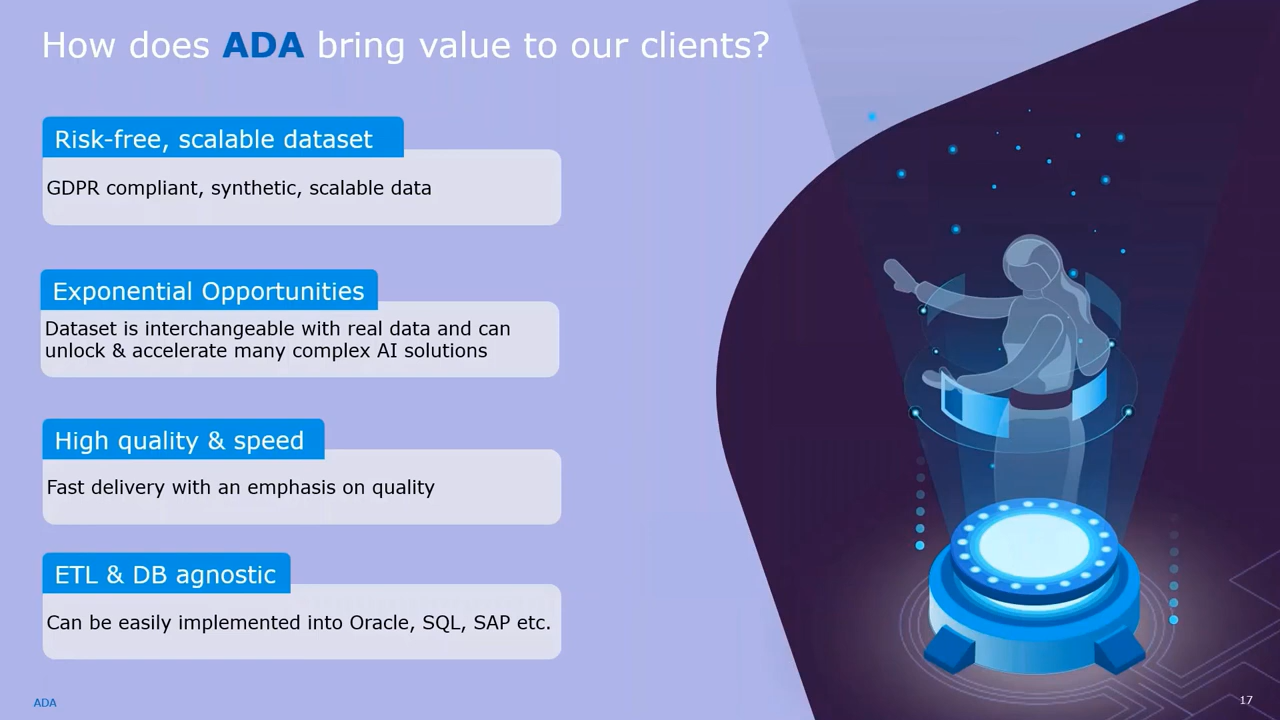 How does ADA bring value to our clients?
Risk-free, scalable dataset
GDPR compliant, synthetic, scalable data
Exponential Opportunities
Dataset is interchangeable with real data and can
unlock & accelerate many complex AI solutions
High quality & speed
Fast delivery with an emphasis on quality
ETL & DB agnostic
Can be easily implemented into Oracle, SQL, SAP etc.
ADA
17